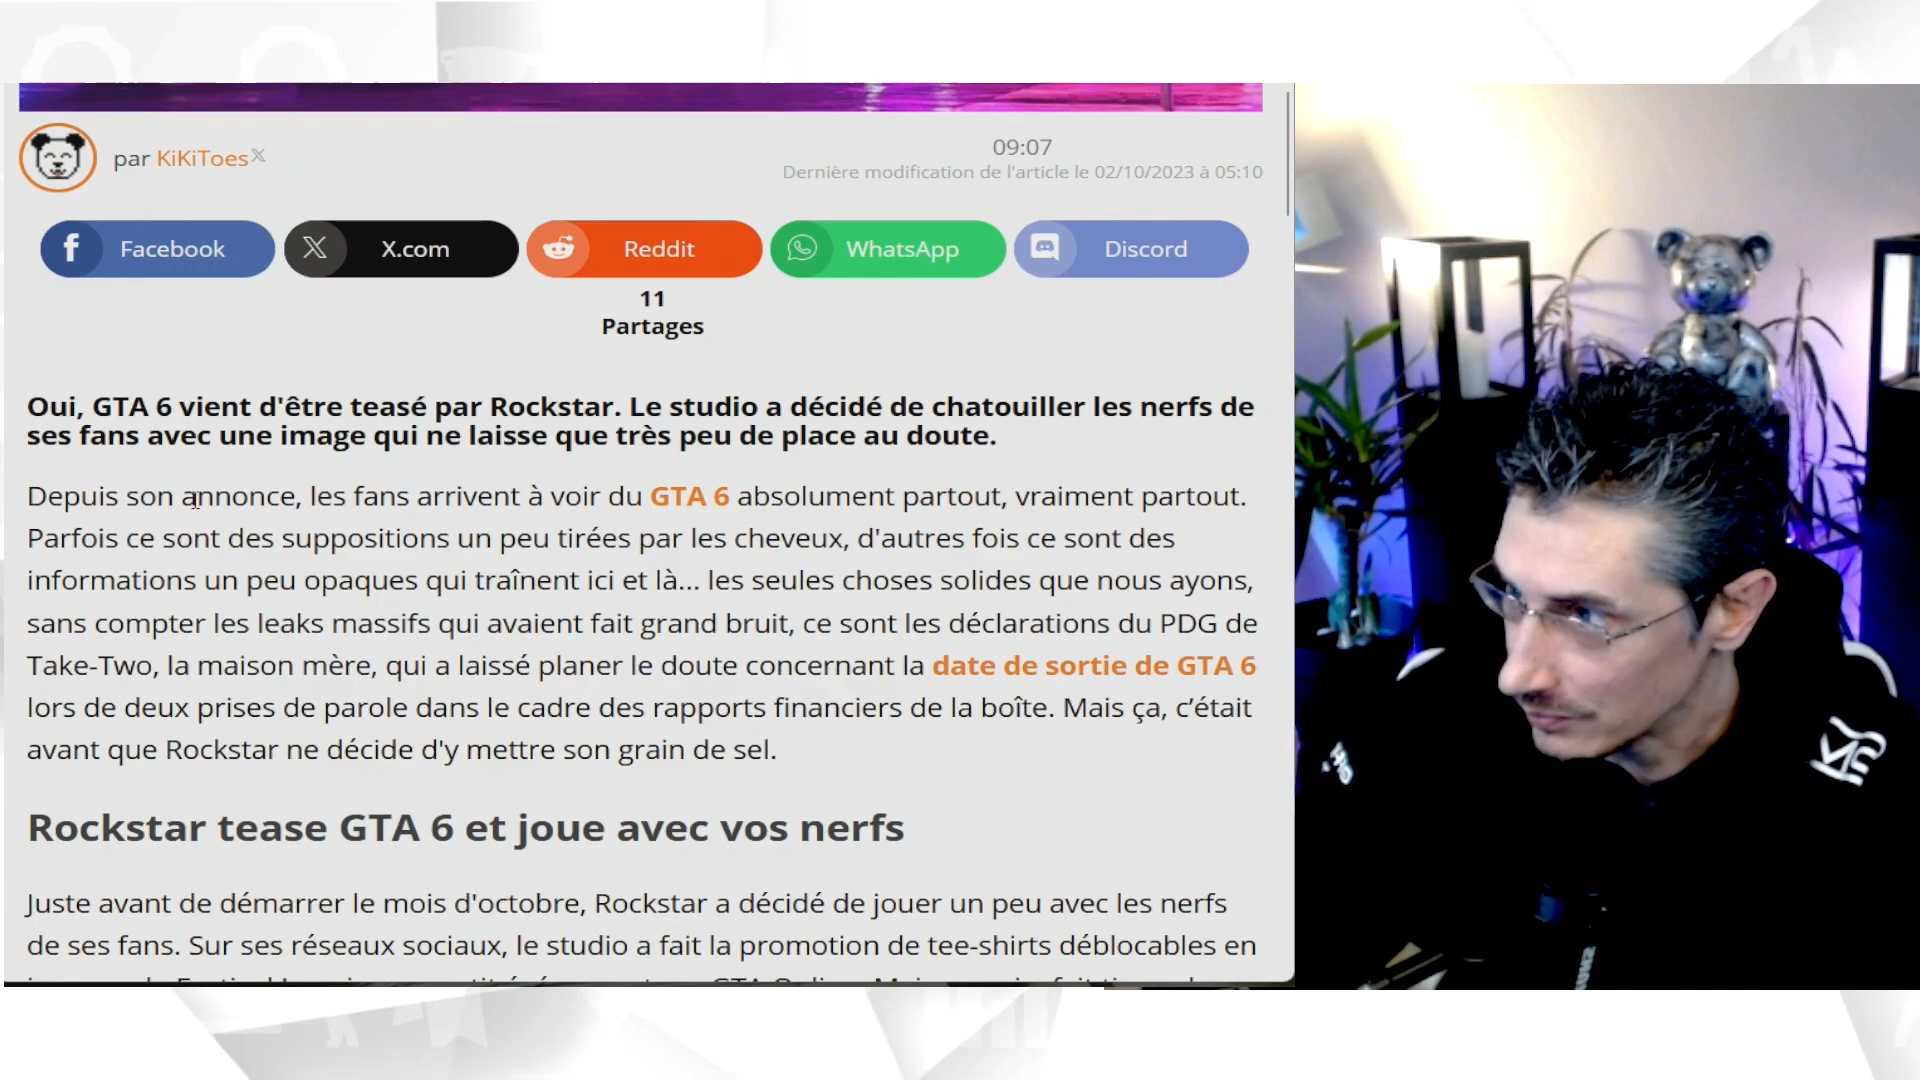 par KiKiToes
09:07
Dernière modification de l'article le 02/10/2023 à 05:10
Facebook
X.com
Reddit
WhatsApp
Discord
11
Partages
Oui, GTA 6 vient d'être teasé par Rockstar. Le studio a décidé de chatouiller les nerfs de
ses fans avec une image qui ne laisse que très peu de place au doute.
Depuis son annonce, les fans arrivent à voir du GTA 6 absolument partout, vraiment partout.
Parfois ce sont des suppositions un peu tirées par les cheveux, d'autres fois ce sont des
informations un peu opaques qui traînent ici et là... les seules choses solides que nous ayons,
sans compter les leaks massifs qui avaient fait grand bruit, ce sont les déclarations du PDG de
Take-Two, la maison mère, qui a laissé planer le doute concernant la date de sortie de GTA 6
lors de deux prises de parole dans le cadre des rapports financiers de la boîte. Mais ça, c’était
avant que Rockstar ne décide d'y mettre son grain de sel.
Rockstar tease GTA 6 et joue avec vos nerfs
Juste avant de démarrer le mois d'octobre, Rockstar a décidé de jouer un peu avec les nerfs
de ses fans. Sur ses réseaux sociaux, le studio a fait la promotion de tee-shirts déblocables en